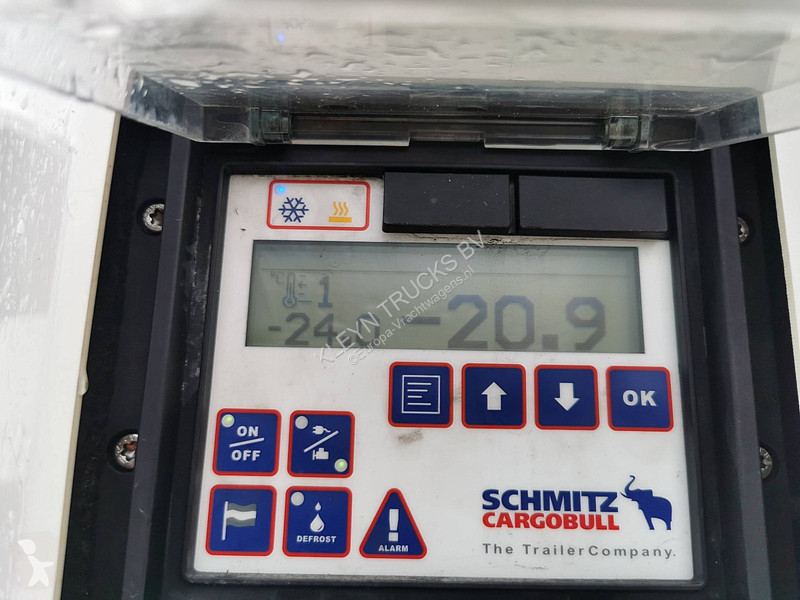 °C 1
-24.0 -20.9
KLEYN TRUCKS BV
Europa-Vrachtwagens.nl
OK
ON
OFF
DEFROST
ALARM
SCHMITZ
CARGOBULL
The TrailerCompany.